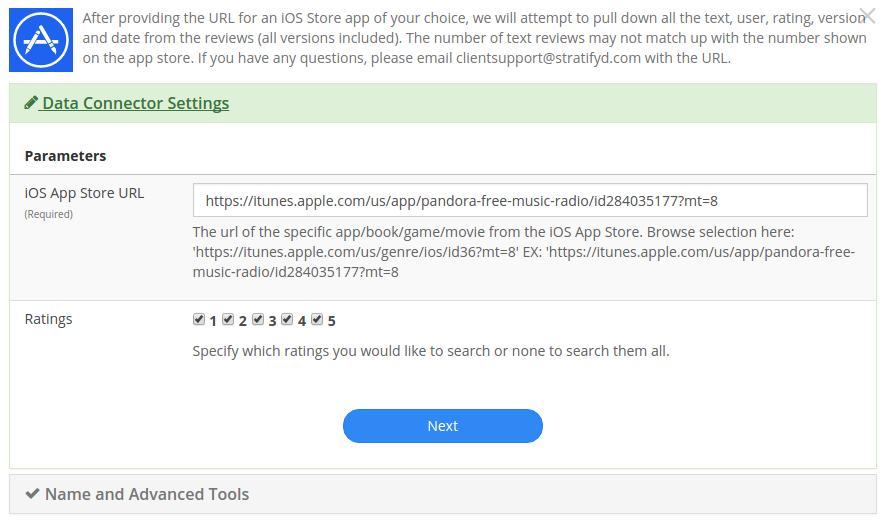 After providing the URL for an iOS Store app of your choice, we will attempt to pull down all the text, user, rating, version
and date from the reviews (all versions included). The number of text reviews may not match up with the number shown
on the app store. If you have any questions, please email clientsupport@stratifyd.com with the URL.
Data Connector Settings
Parameters
iOS App Store URL
(Required)
https://itunes.apple.com/us/app/pandora-free-music-radio/id284035177?mt=8
The url of the specific app/book/game/movie from the iOS App Store. Browse selection here:
'https://itunes.apple.com/us/genre/ios/id36?mt=8' EX: 'https://itunes.apple.com/us/app/pandora-free-
music-radio/id284035177?mt=8
Ratings
1 2 3 4 5
Specify which ratings you would like to search or none to search them all.
Next
Name and Advanced Tools